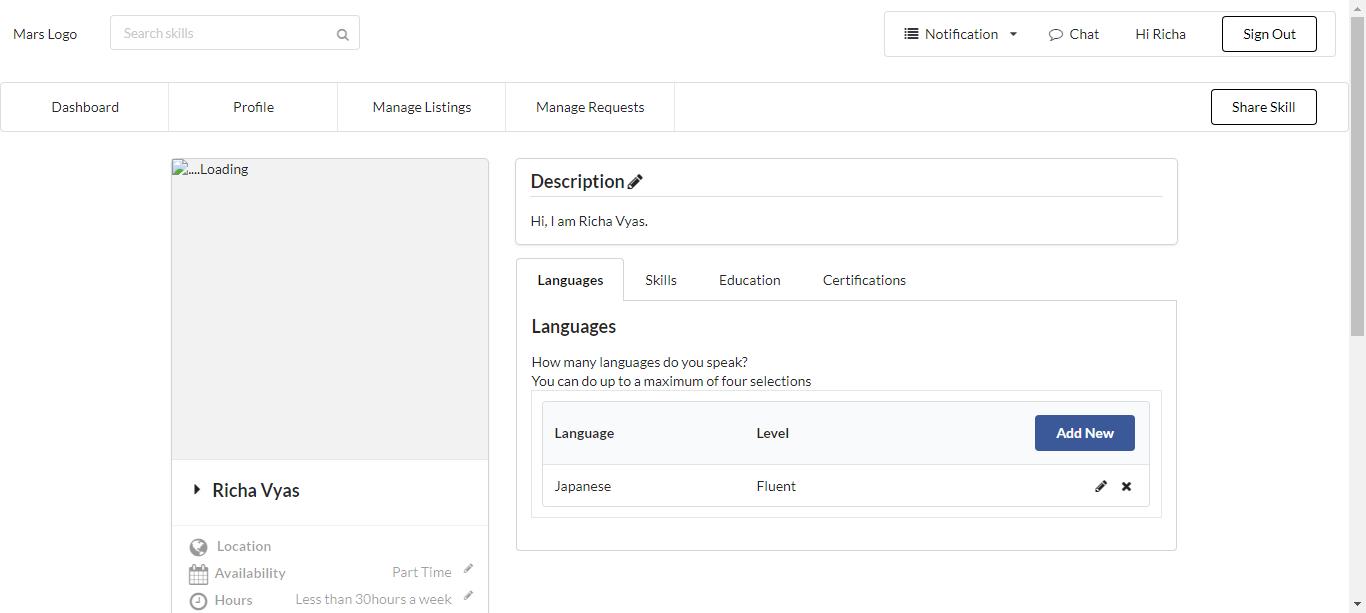 Mars Logo
Search skills
Notification
Chat
Hi Richa
Sign Out
Dashboard
Profile
Manage Listings
Manage Requests
Share Skill
....Loading
Richa Vyas
Location
Availability
Part Time
Hours
Less than 30hours a week
Description
Hi, I am Richa Vyas.
Languages
Skills
Education
Certifications
Languages
How many languages do you speak?
You can do up to a maximum of four selections
Language
Level
Add New
Japanese
Fluent